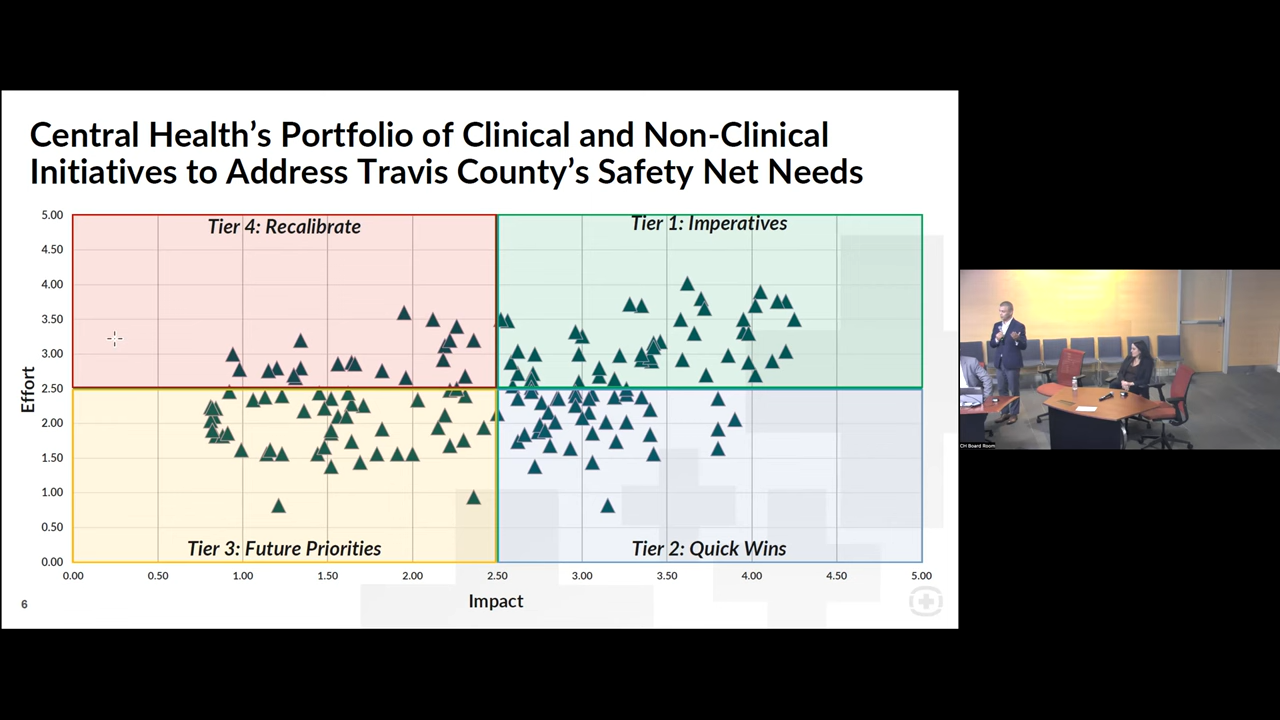 Central Health's Portfolio of Clinical and Non-Clinical
Initiatives to Address Travis County's Safety Net Needs
5.00
4.50
4.00
3.50
3.00
2.50
2.00
1.50
1.00
0.50
0.00
Effort
Tier 4: Recalibrate
Tier 1: Imperatives
Tier 3: Future Priorities
Tier 2: Quick Wins
0.00 0.50 1.00 1.50 2.00 2.50 3.00 3.50 4.00 4.50 5.00
Impact
6
CH Board Room